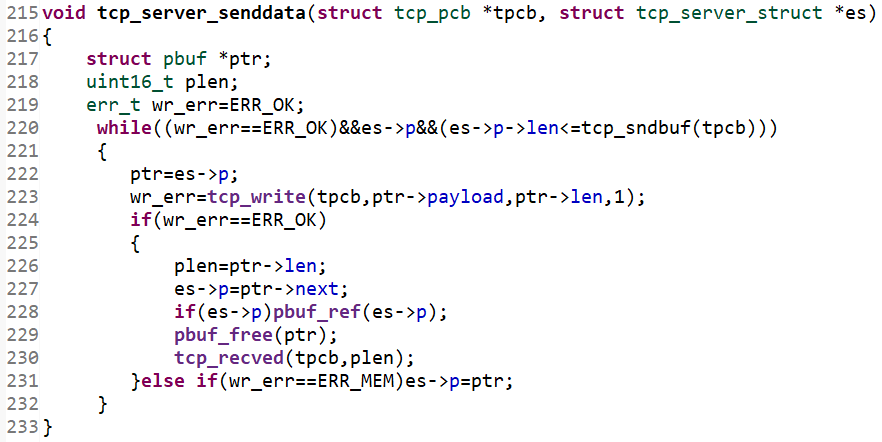 215 void tcp_server_senddata(struct tcp_pcb *tpcb, struct tcp_server_struct *es)
216 {
217     struct pbuf *ptr;
218     uint16_t plen;
219     err_t wr_err=ERR_OK;
220      while((wr_err==ERR_OK)&&es->p&&(es->p->len<=tcp_sndbuf(tpcb)))
221      {
222         ptr=es->p;
223         wr_err=tcp_write(tpcb,ptr->payload,ptr->len,1);
224         if(wr_err==ERR_OK)
225         {
226             plen=ptr->len;
227             es->p=ptr->next;
228             if(es->p)pbuf_ref(es->p);
229             pbuf_free(ptr);
230             tcp_recved(tpcb,plen);
231         }else if(wr_err==ERR_MEM)es->p=ptr;
232      }
233 }